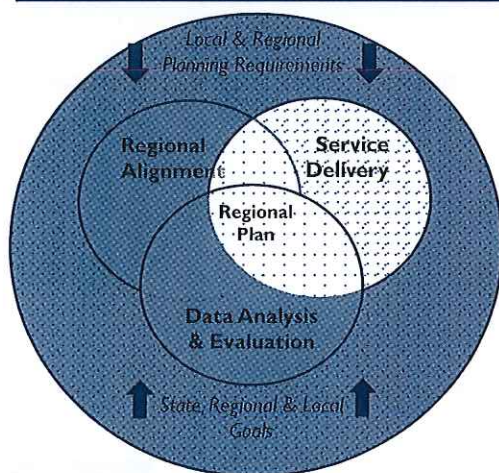 Local & Regional
Planning Requirements
Regional
Alignment
Service
Delivery
Regional
Plan
Data Analysis
& Evaluation
State, Regional & Local
Goals